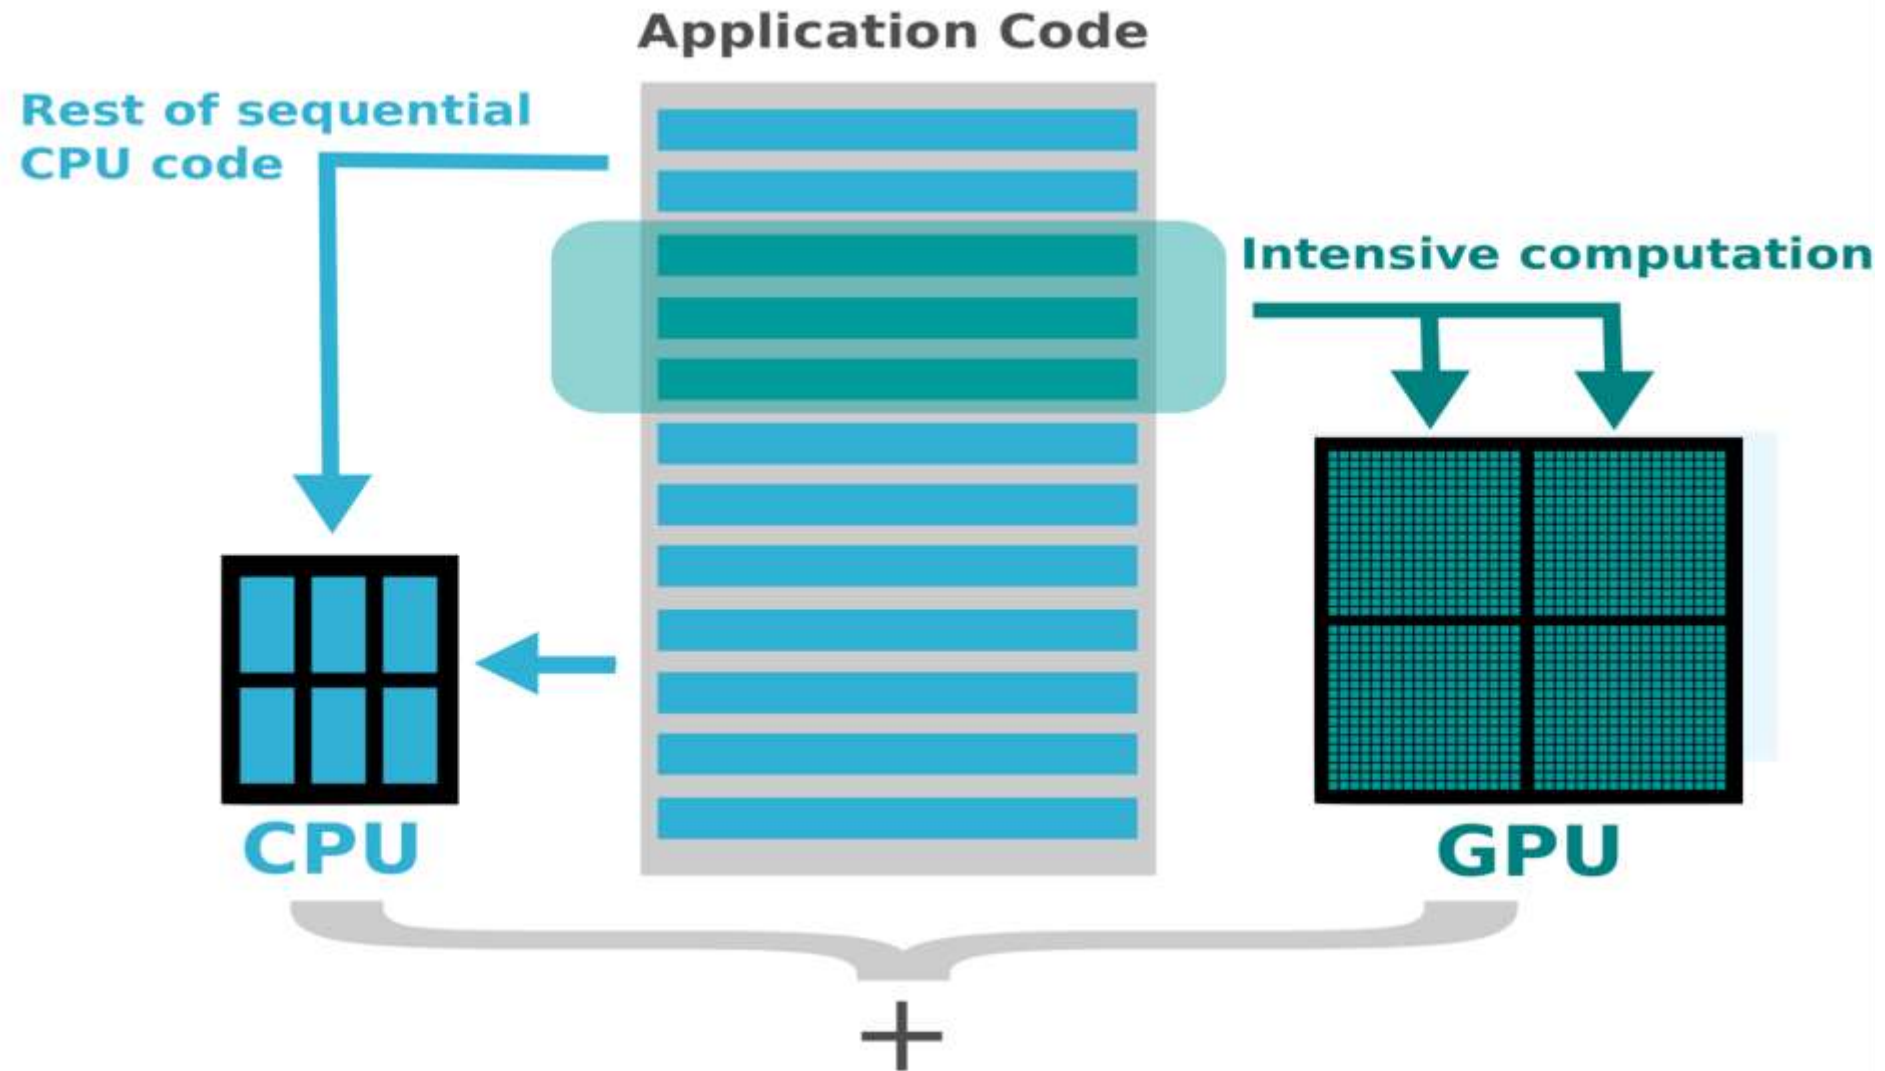 Application Code
Rest of sequential
CPU code
Intensive computation
CPU
GPU
+